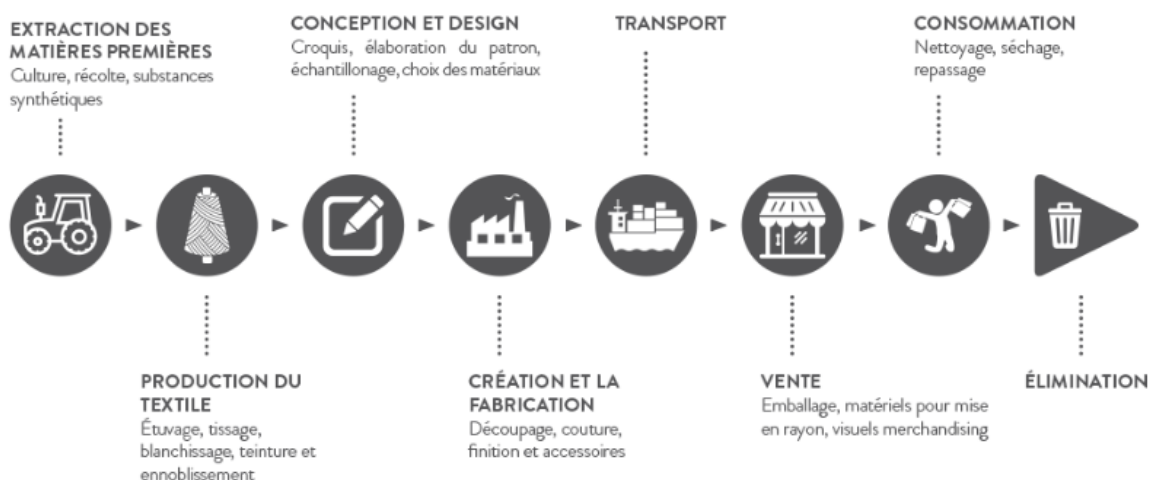 EXTRACTION DES
MATIÈRES PREMIÈRES
Culture, récolte, substances
synthétiques
CONCEPTION ET DESIGN
Croquis, élaboration du patron,
échantillonage, choix des matériaux
TRANSPORT
CONSOMMATION
Nettoyage, séchage,
repassage
PRODUCTION DU
TEXTILE
Étuvage, tissage,
blanchissage, teinture et
ennoblissement
CRÉATION ET LA
FABRICATION
Découpage, couture,
finition et accessoires
VENTE
Emballage, matériels pour mise
en rayon, visuels merchandising
ÉLIMINATION